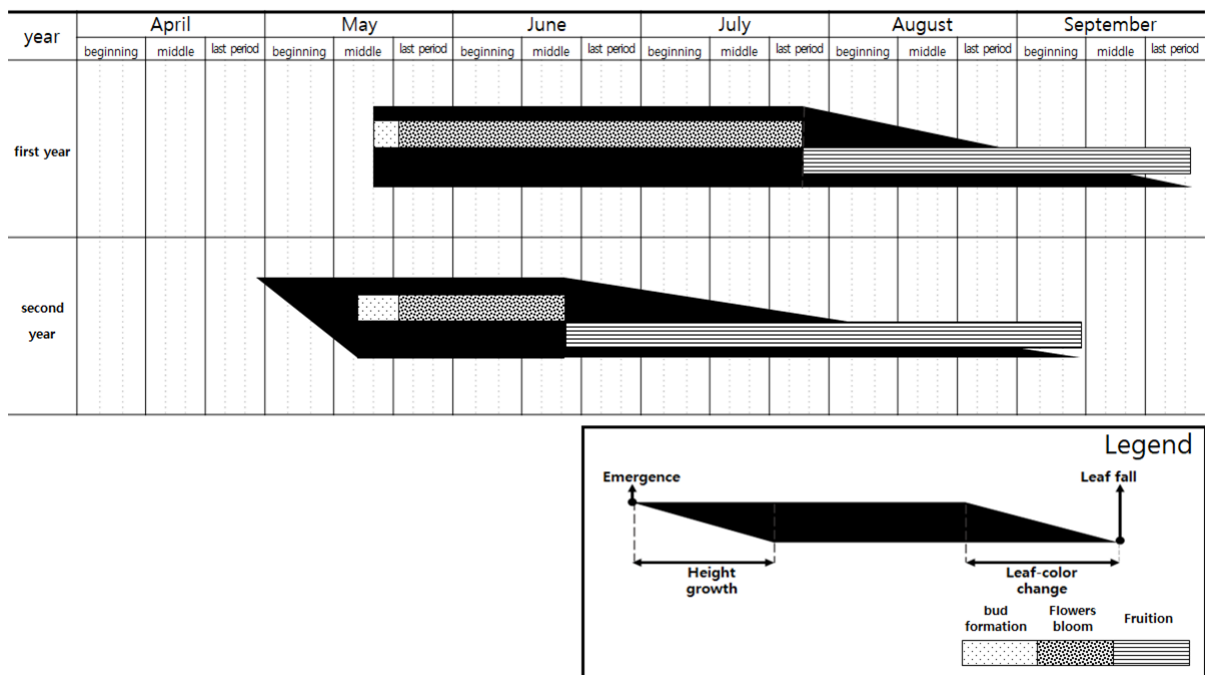 year
April May June July August September
beginning middle last period beginning middle last period beginning middle last period beginning middle last period beginning middle last period beginning middle last period
first year
second
year
Legend
Emergence Leaf fall
Height
growth
Leaf-color
change
bud
formation
Flowers
bloom
Fruition